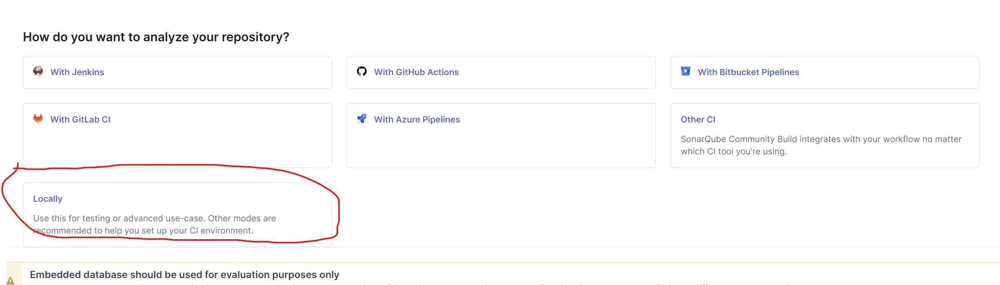 How do you want to analyze your repository?
With Jenkins
With GitHub Actions
With Bitbucket Pipelines
With GitLab CI
With Azure Pipelines
Other CI
SonarQube Community Build integrates with your workflow no matter
which CI tool you're using.
Locally
Use this for testing or advanced use-case. Other modes are
recommended to help you set up your CI environment.
Embedded database should be used for evaluation purposes only